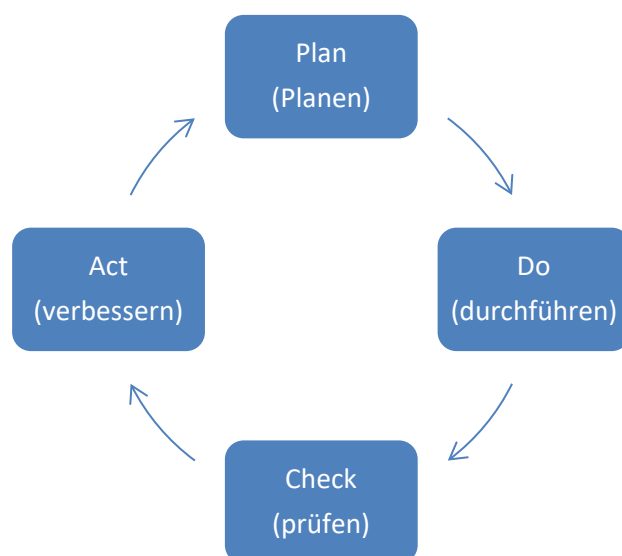 Plan
(Planen)
Do
(durchführen)
Check
(prüfen)
Act
(verbessern)